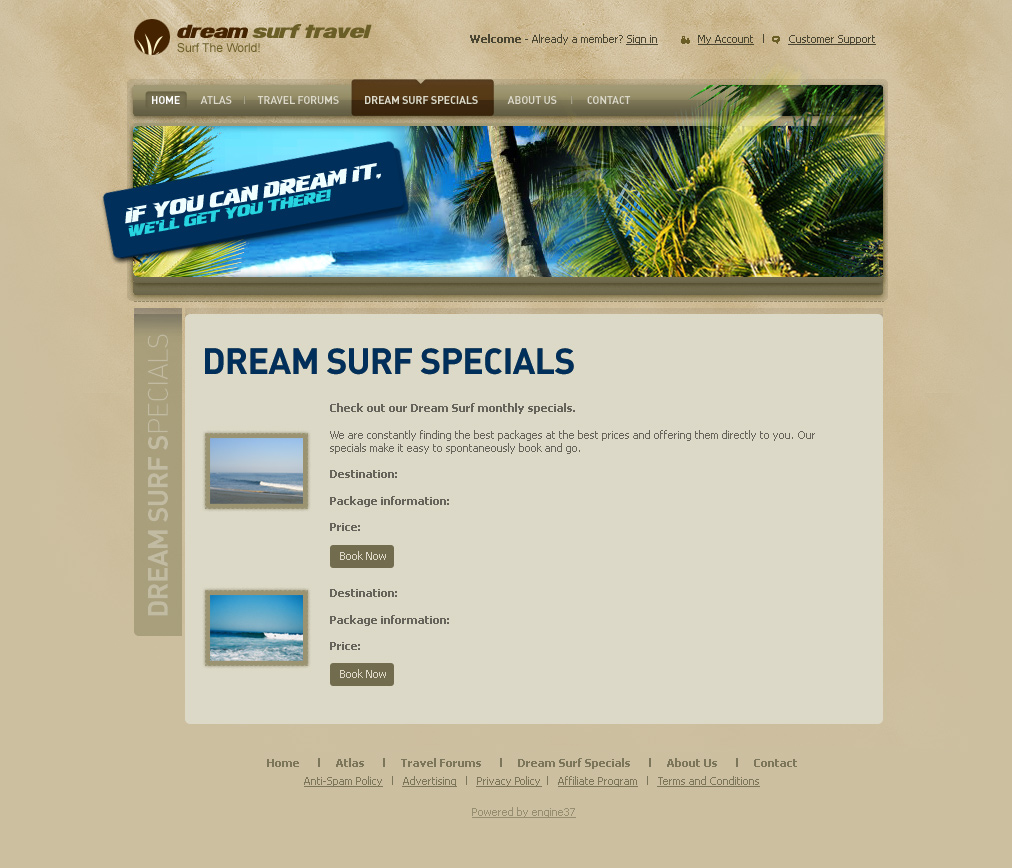 dream surf travel
Surf The World!
Welcome - Already a member? Sign in
My Account | Customer Support
HOME ATLAS | TRAVEL FORUMS DREAM SURF SPECIALS ABOUT US | CONTACT
IF YOU CAN DREAM IT,
WE'LL GET YOU THERE!
DREAM SURF SPECIALS
DREAM SURF SPECIALS
Check out our Dream Surf monthly specials.
We are constantly finding the best packages at the best prices and offering them directly to you. Our
specials make it easy to spontaneously book and go.
Destination:
Package information:
Price:
Book Now
Destination:
Package information:
Price:
Book Now
Home | Atlas | Travel Forums | Dream Surf Specials | About Us | Contact
Anti-Spam Policy | Advertising | Privacy Policy | Affiliate Program | Terms and Conditions
Powered by engine37